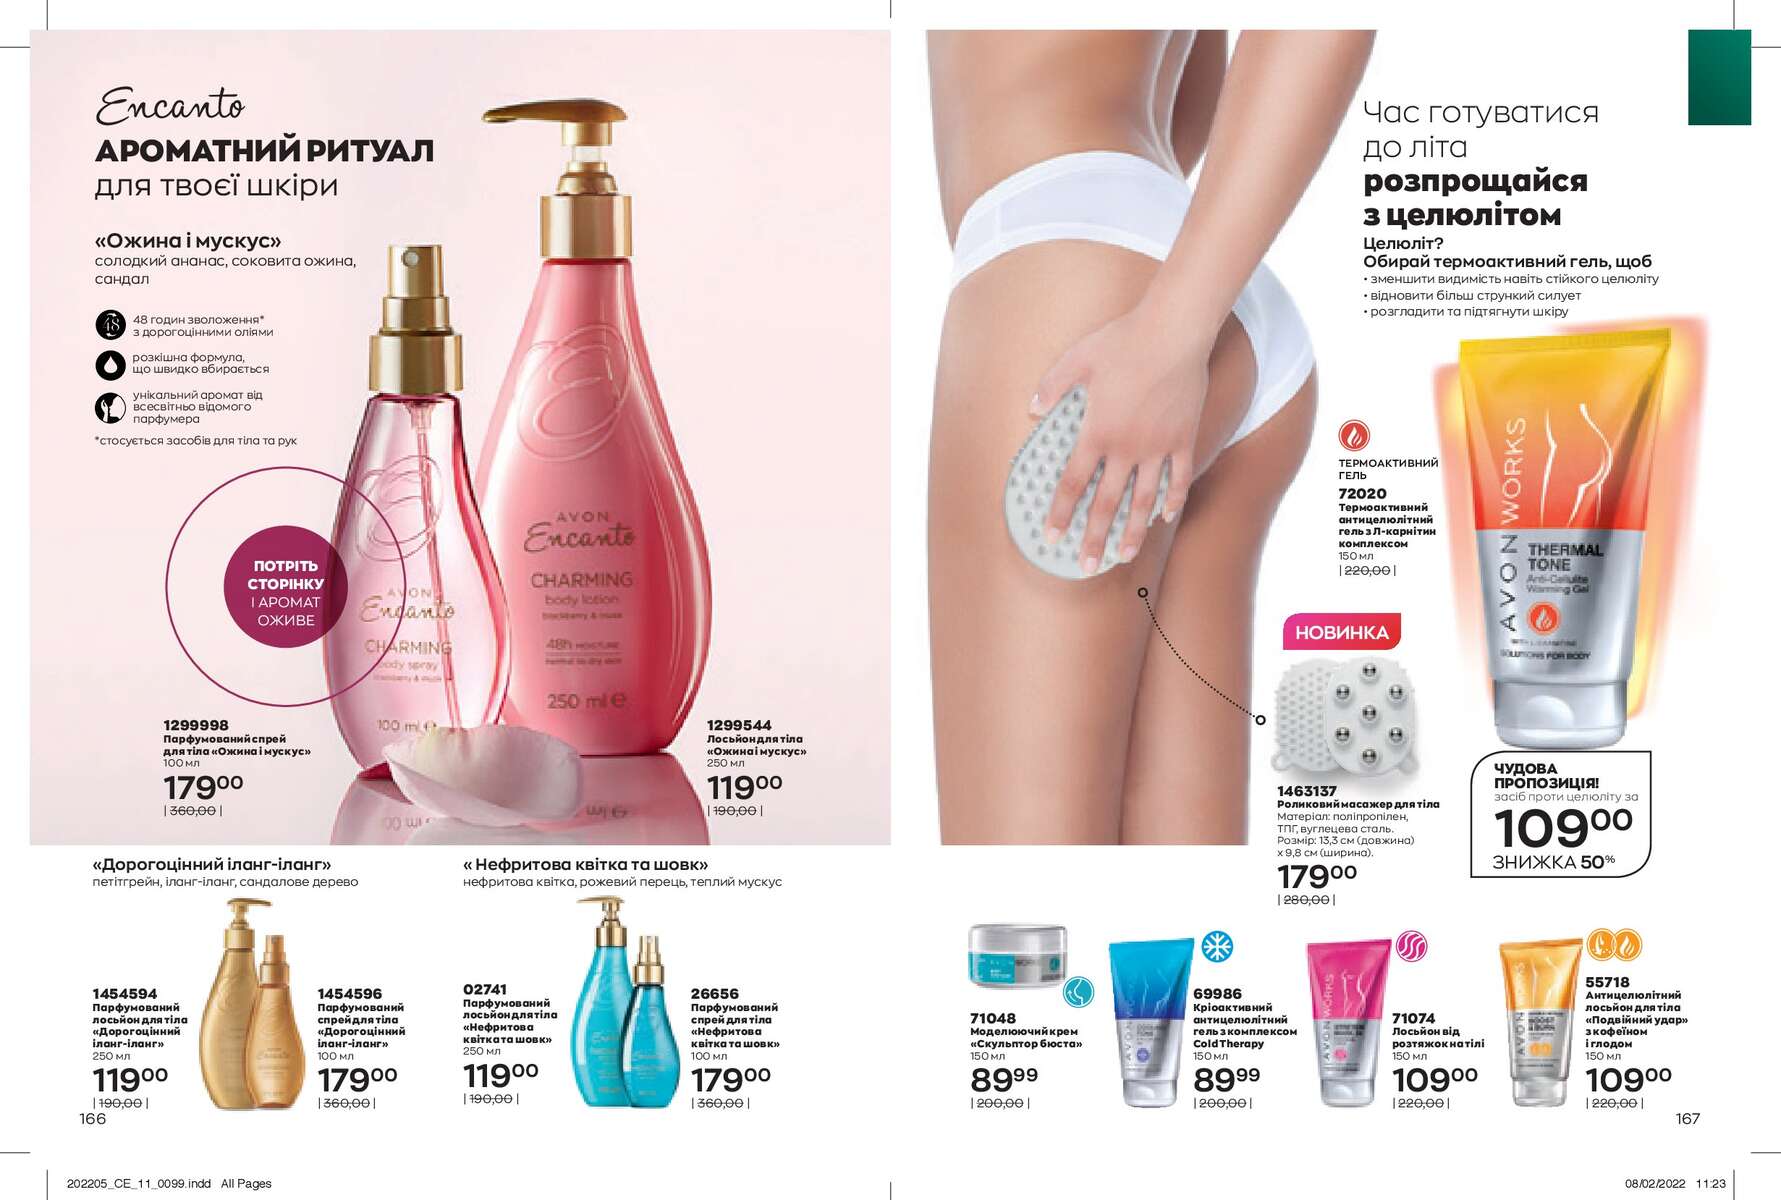 Encanto
АРОМАТНИЙ РИТУАЛ
для твоєї шкіри
«Ожина і мускус»
солодкий ананас, соковита ожина,
сандал
48
48 годин зволоження*
з дорогоцінними оліями
розкішна формула,
що швидко вбирається
унікальний аромат від
всесвітньо відомого
парфумера
*стосується засобів для тіла та рук
ПОТРІТЬ
СТОРІНКУ
І АРОМАТ
ОЖИВЕ
AVON
Encanto
CHARMING
body spray
blackberry & musk
100 ml e
AVON
Encanto
CHARMING
body lotion
blackberry & musk
48h MOISTURE
normal to dry skin
250 ml e
1299998
Парфумований спрей
для тіла «Ожина і мускус»
100 мл
179 00
| 360,00 |
1299544
Лосьйон для тіла
«Ожина і мускус»
250 мл
119 00
| 190,00 |
«Дорогоцінний іланг-іланг»
петітгрейн, іланг-іланг, сандалове дерево
1454594
Парфумований
лосьйон для тіла
«Дорогоцінний
іланг-іланг»
250 мл
119 00
| 190,00 |
1454596
Парфумований
спрей для тіла
«Дорогоцінний
іланг-іланг»
100 мл
179 00
| 360,00 |
« Нефритова квітка та шовк»
нефритова квітка, рожевий перець, теплий мускус
02741
Парфумований
лосьйон для тіла
«Нефритова
квітка та шовк»
250 мл
119 00
| 190,00 |
26656
Парфумований
спрей для тіла
«Нефритова
квітка та шовк»
100 мл
179 00
| 360,00 |
166
Час готуватися
до літа
розпрощайся
з целюлітом
Целюліт?
Обирай термоактивний гель, щоб
• зменшити видимість навіть стійкого целюліту
• відновити більш стрункий силует
• розгладити та підтягнути шкіру
ТЕРМОАКТИВНИЙ
ГЕЛЬ
72020
Термоактивний
антицелюлітний
гель з Л-карнітин
комплексом
150 мл
| 220,00 |
AVON WORKS
THERMAL
TONE
Anti-Cellulite
Warming Gel
WITH L-CARNITINE
SOLUTIONS FOR BODY
НОВИНКА
1463137
Роликовий масажер для тіла
Матеріал: поліпропілен,
ТПГ, вуглецева сталь.
Розмір: 13,3 см (довжина)
х 9,8 см (ширина).
179 00
| 280,00 |
ЧУДОВА
ПРОПОЗИЦІЯ!
засіб проти целюліту за
109 00
ЗНИЖКА 50%
71048
Моделюючий крем
«Скульптор бюста»
150 мл
89 99
| 200,00 |
69986
Кріоактивний
антицелюлітний
гель з комплексом
Cold Therapy
150 мл
89 99
| 200,00 |
AVON WORKS
71074
Лосьйон від
розтяжок на тілі
150 мл
109 00
| 220,00 |
AVON
BOOST
& BURN
55718
Антицелюлітний
лосьйон для тіла
«Подвійний удар»
з кофеїном
і глодом
150 мл
109 00
| 220,00 |
167
202205_CE_11_0099.indd All Pages
08/02/2022 11:23